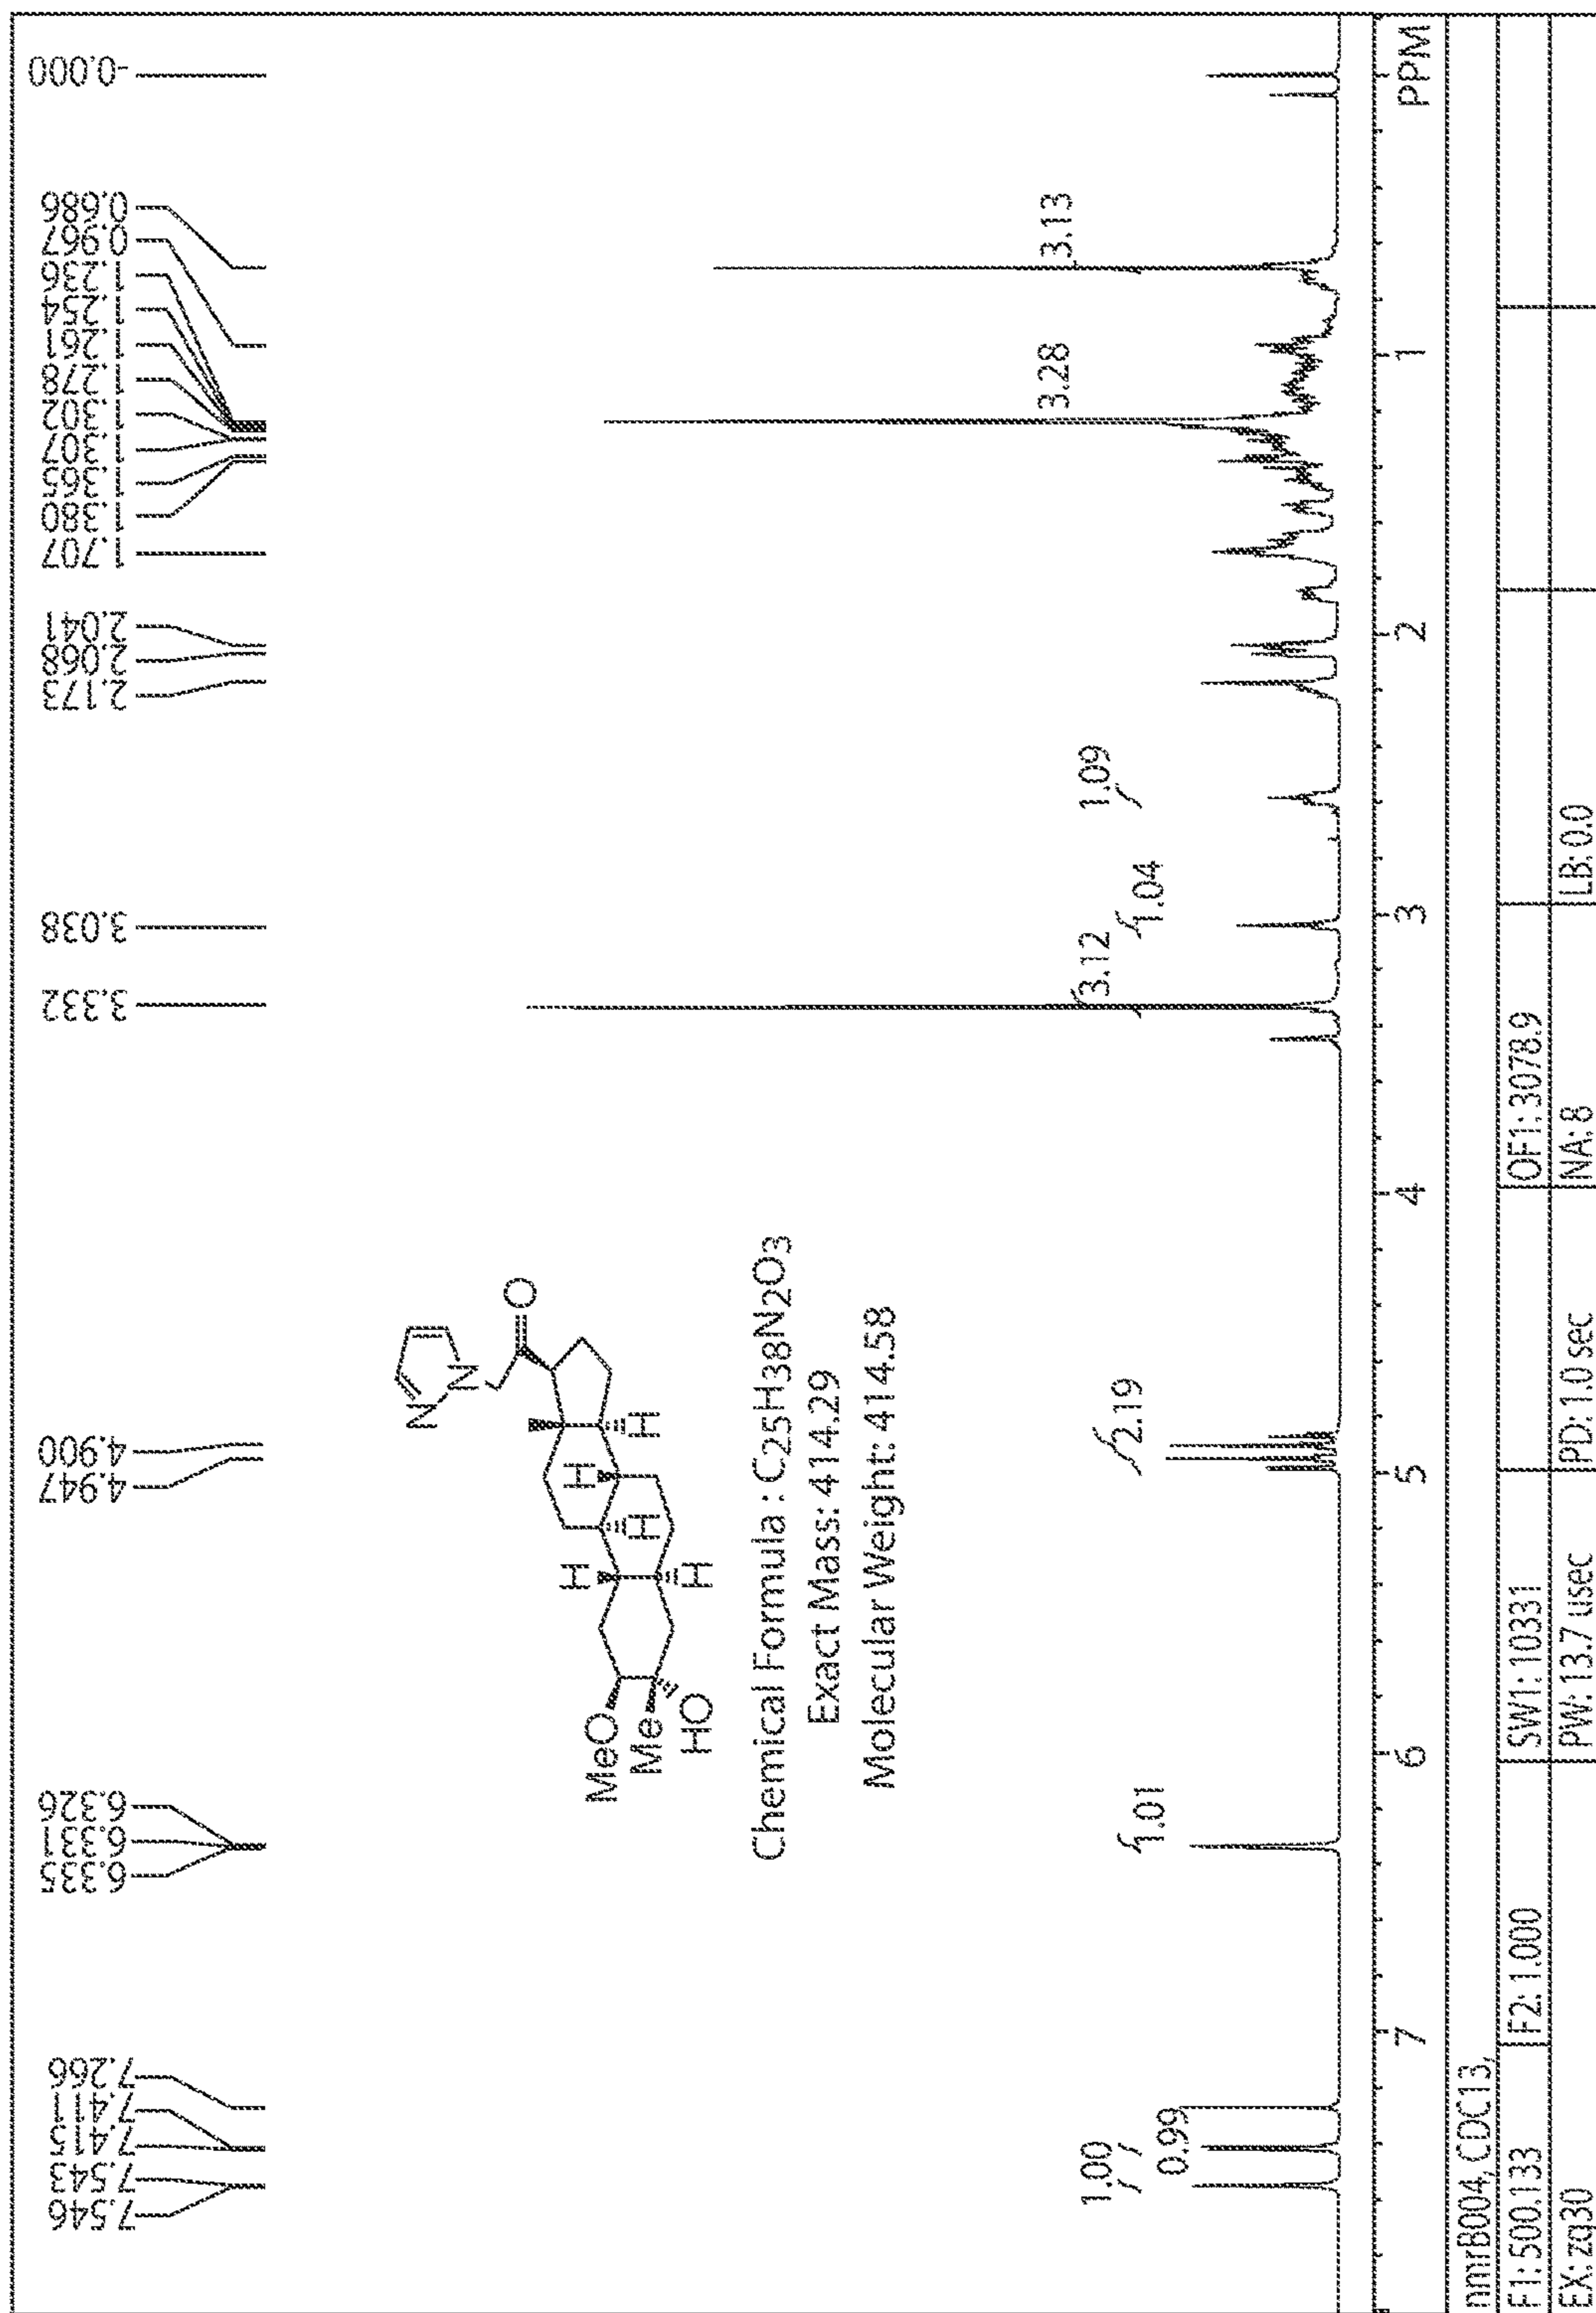 7.546
7.543
7.415
7.411
7.266
6.335
6.331
6.326
4.947
4.900
3.332
3.038
2.173
2.068
2.041
1.707
1.380
1.365
1.307
1.302
1.278
1.261
1.254
1.236
0.967
0.686
-0.000
N
N
O
H
H
H
H
H
MeO
Me
HO
Chemical Formula : C25H38N2O3
Exact Mass: 414.29
Molecular Weight: 414.58
1.00
0.99
1.01
2.19
3.12
1.04
1.09
3.28
3.13
7 6 5 4 3 2 1 PPM
nmrB004, CDC13,
F1: 500.133 F2: 1.000 SW1: 10331 OF1: 3078.9
EX: zq30 PW: 13.7 usec PD: 1.0 sec NA: 8 LB: 0.0